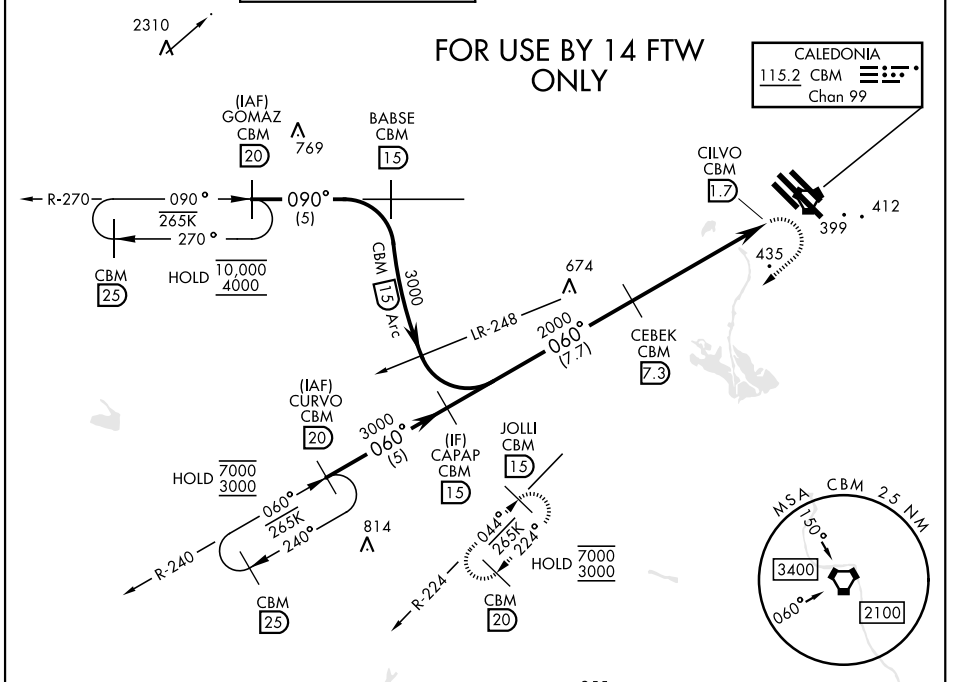 2310
FOR USE BY 14 FTW
ONLY
CALEDONIA
115.2 CBM
Chan 99
(IAF)
GOMAZ
CBM
20
769
BABSE
CBM
15
CILVO
CBM
1.7
R-270
090°
265K
270°
090°
(5)
412
399
435
CBM
25
HOLD 10,000
4000
CBM 15 Arc
3000
674
LR-248
2000
060°
(7.7)
CEBEK
CBM
7.3
(IAF)
CURVO
CBM
20
3000
060°
(5)
(IF)
CAPAP
CBM
15
JOLLI
CBM
15
HOLD 7000
3000
060°
265K
240°
R-240
814
CBM
25
044°
265K
224°
HOLD 7000
3000
R-224
CBM
20
MSA CBM 25 NM
150°
3400
060°
2100